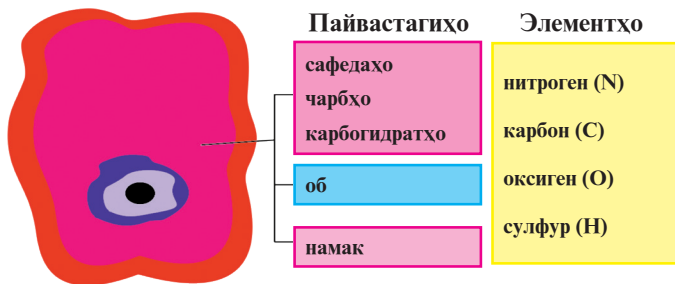 Пайвастагиҳо
сафедаҳо
чарбҳо
карбогидратҳо
об
намак
Элементҳо
нитроген (N)
карбон (C)
оксиген (O)
сулфур (H)